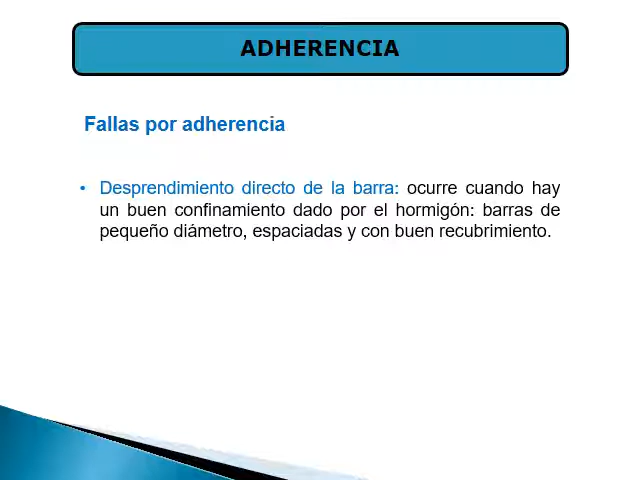 ADHERENCIA
Fallas por adherencia
• Desprendimiento directo de la barra: ocurre cuando hay
un buen confinamiento dado por el hormigón: barras de
pequeño diámetro, espaciadas y con buen recubrimiento.